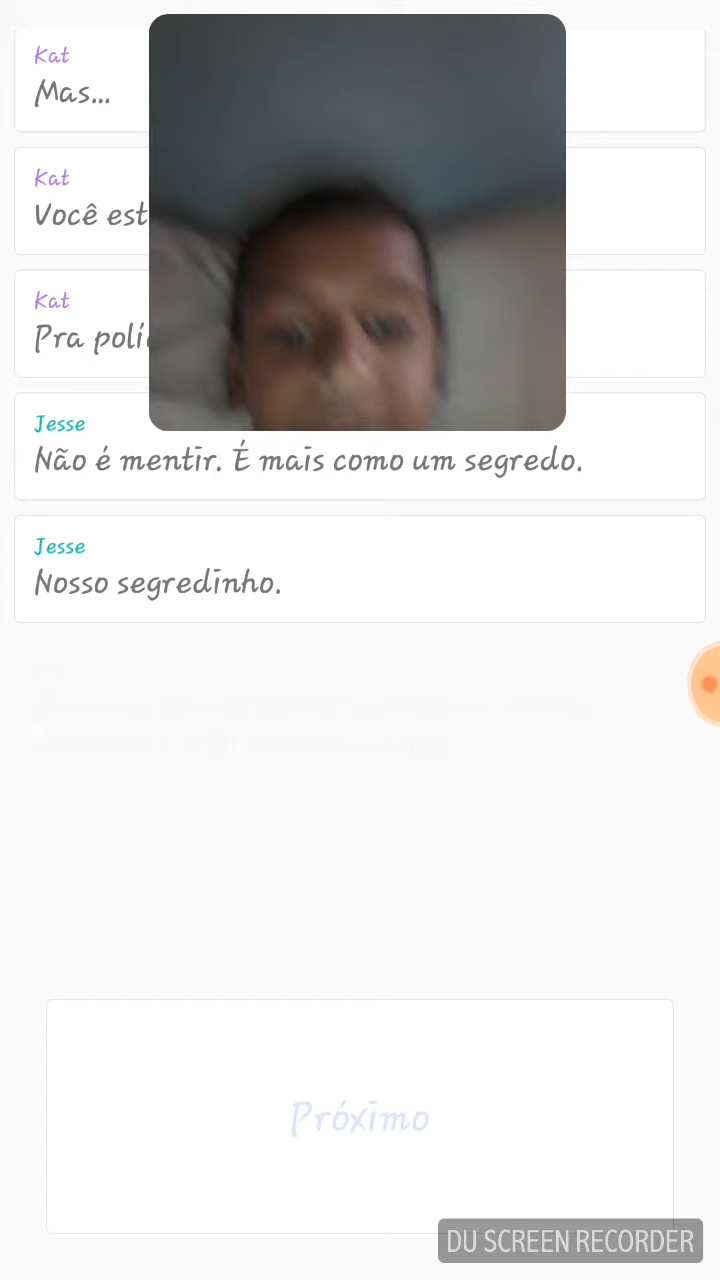 Kat
Mas...
Kat
Você est
Kat
Pra polí
Jesse
Não é mentir. É mais como um segredo.
Jesse
Nosso segredinho.
Próximo
DU SCREEN RECORDER